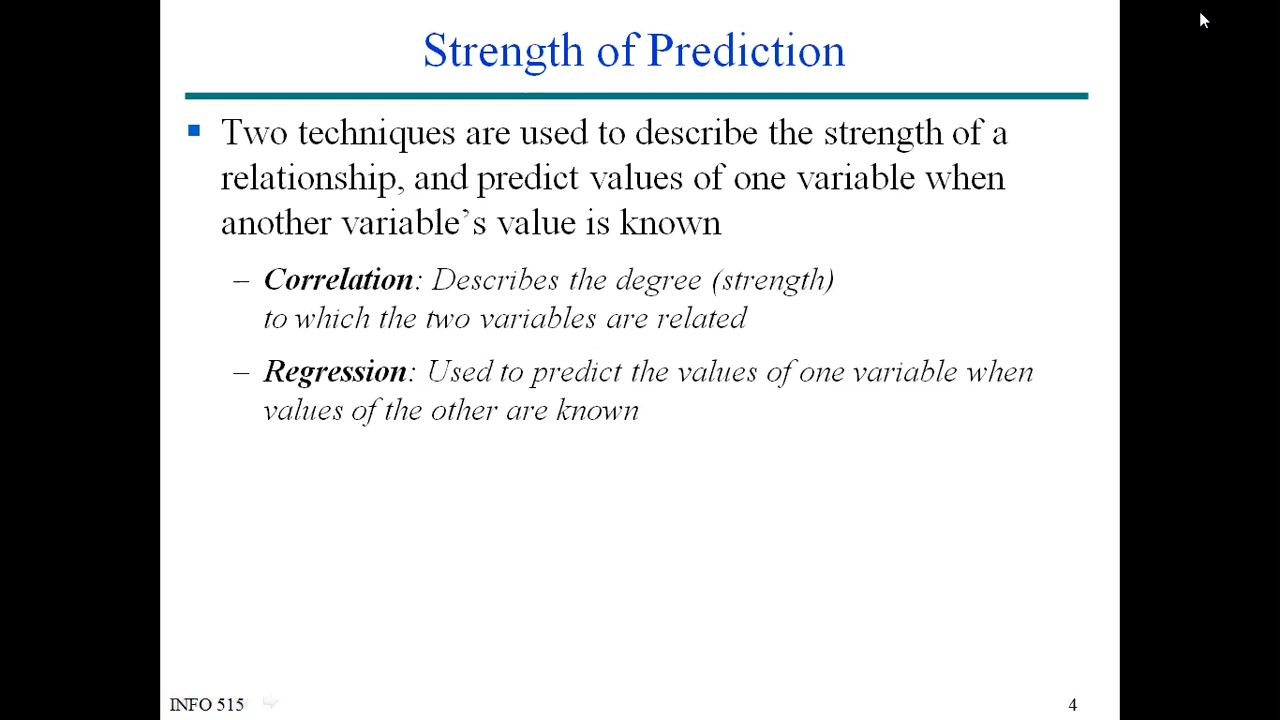 Strength of Prediction
Two techniques are used to describe the strength of a
relationship, and predict values of one variable when
another variable’s value is known
– Correlation: Describes the degree (strength)
to which the two variables are related
– Regression: Used to predict the values of one variable when
values of the other are known
INFO 515
4